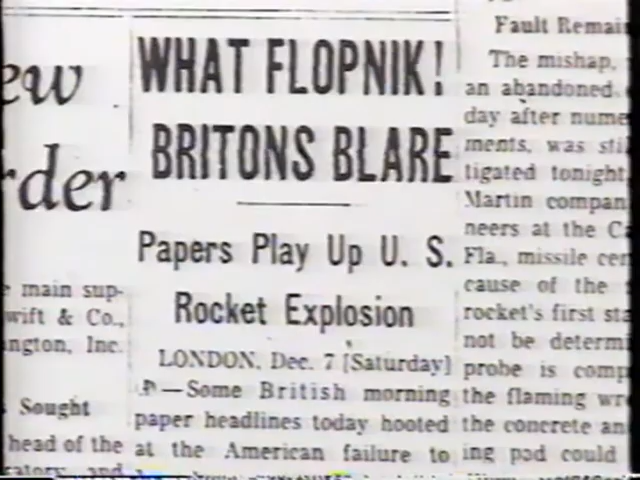 ew
rder
main sup-
wift & Co.,
ngton, Inc.
Sought
head of the
and
WHAT FLOPNIK!
BRITONS BLARE
Papers Play Up U. S.
Rocket Explosion
LONDON, Dec. 7 [Saturday]
—Some British morning
paper headlines today hooted
at the American failure to
Fault Remai
The mishap,
an abandoned
day after nume
ments, was sti
tigated tonight
Martin compan
neers at the C
Fla., missile cen
cause of the
rocket's first sta
not be determi
probe is comp
the flaming wr
the concrete an
ing pad could